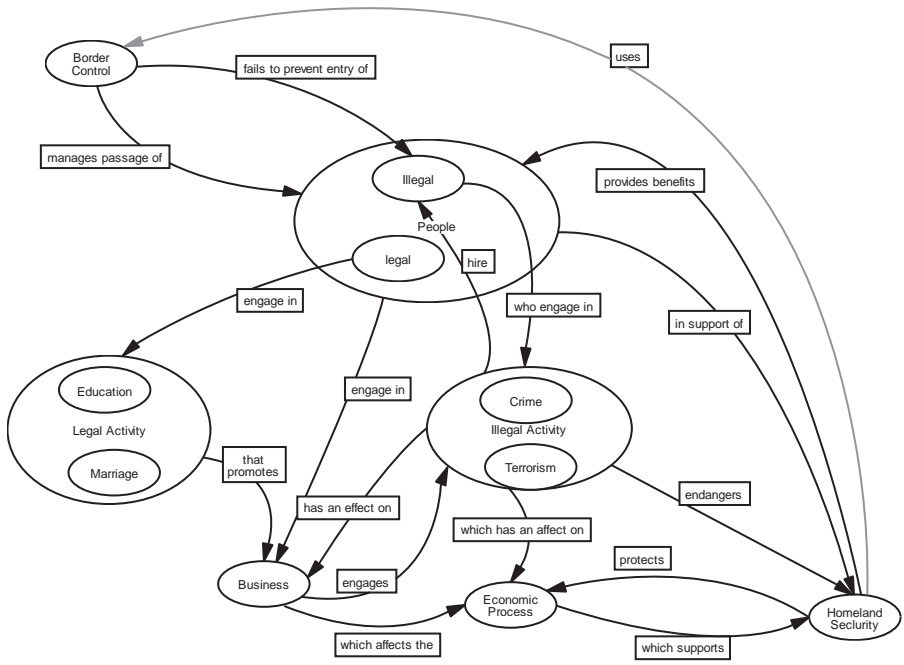 Border
Control
fails to prevent entry of
uses
manages passage of
Illegal
provides benefits
People
legal
hire
engage in
who engage in
in support of
Education
engage in
Crime
Legal Activity
Illegal Activity
Marriage
that
promotes
Terrorism
endangers
has an effect on
which has an affect on
protects
Business
engages
Economic
Process
Homeland
Seclurity
which affects the
which supports